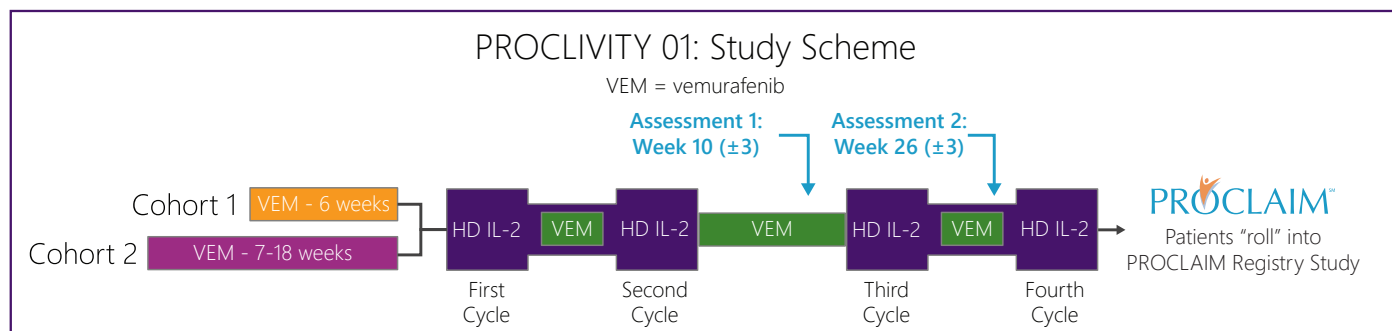 PROCLIVITY 01: Study Scheme
VEM = vemurafenib
Assessment 1:
Week 10 (±3)
Assessment 2:
Week 26 (±3)
Cohort 1
VEM - 6 weeks
Cohort 2
VEM - 7-18 weeks
HD IL-2
VEM
HD IL-2
VEM
HD IL-2
VEM
HD IL-2
First
Cycle
Second
Cycle
Third
Cycle
Fourth
Cycle
PROCLAIM℠
Patients “roll” into
PROCLAIM Registry Study